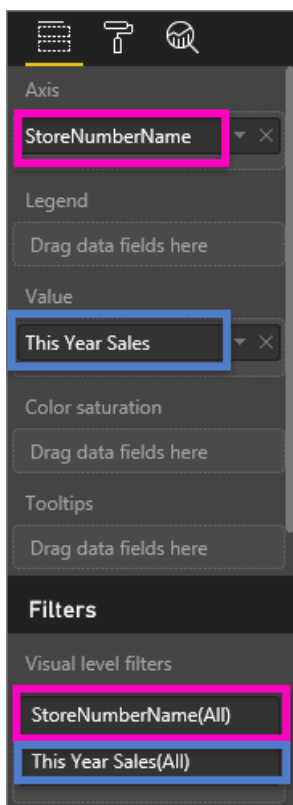 Axis
StoreNumberName
Legend
Drag data fields here
Value
This Year Sales
Color saturation
Drag data fields here
Tooltips
Drag data fields here
Filters
Visual level filters
StoreNumberName(All)
This Year Sales(All)